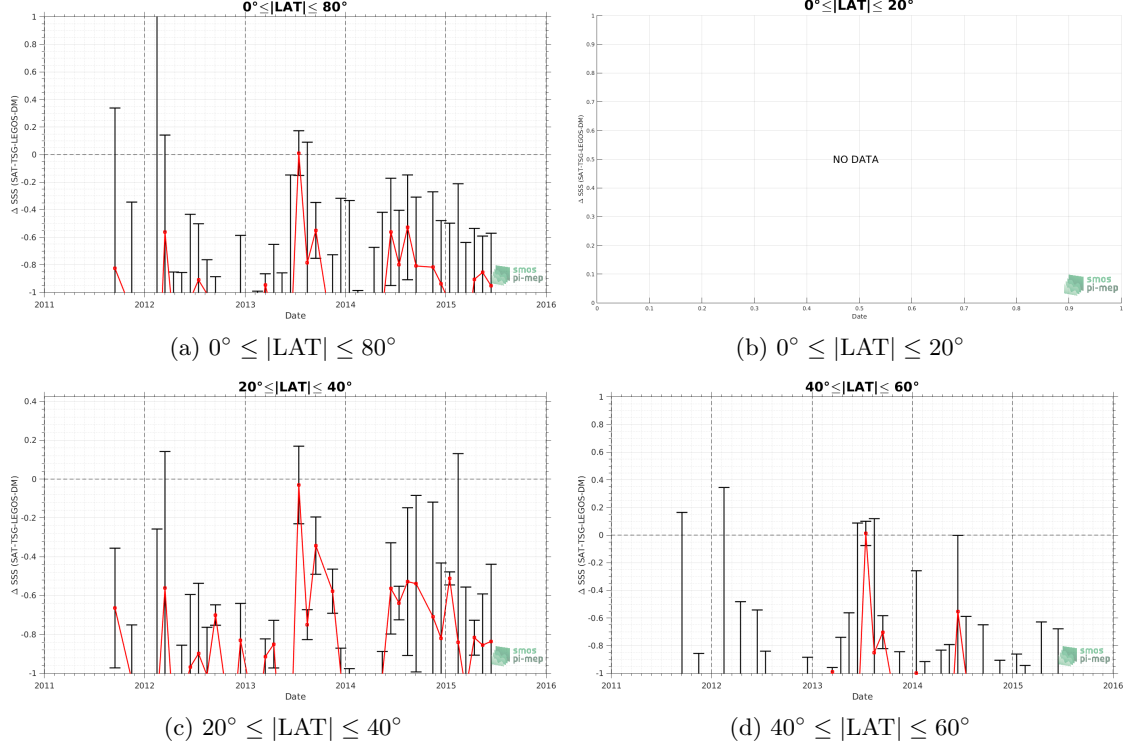 0°≤|LAT|≤ 80°
Δ SSS (SAT-TSG-LEGOS-DM)
1
0.8
0.6
0.4
0.2
0
-0.2
-0.4
-0.6
-0.8
-1
2011 2012 2013 2014 2015 2016
Date
smos
pi-mep
(a) 0° ≤ |LAT| ≤ 80°
0°≤|LAT|≤ 20°
Δ SSS (SAT-TSG-LEGOS-DM)
1
0.9
0.8
0.7
0.6
0.5
0.4
0.3
0.2
0.1
0
NO DATA
0 0.1 0.2 0.3 0.4 0.5 0.6 0.7 0.8 0.9 1
Date
smos
pi-mep
(b) 0° ≤ |LAT| ≤ 20°
20°≤|LAT|≤ 40°
Δ SSS (SAT-TSG-LEGOS-DM)
0.4
0.2
0
-0.2
-0.4
-0.6
-0.8
-1
2011 2012 2013 2014 2015 2016
Date
smos
pi-mep
(c) 20° ≤ |LAT| ≤ 40°
40°≤|LAT|≤ 60°
Δ SSS (SAT-TSG-LEGOS-DM)
1
0.8
0.6
0.4
0.2
0
-0.2
-0.4
-0.6
-0.8
-1
2011 2012 2013 2014 2015 2016
Date
smos
pi-mep
(d) 40° ≤ |LAT| ≤ 60°